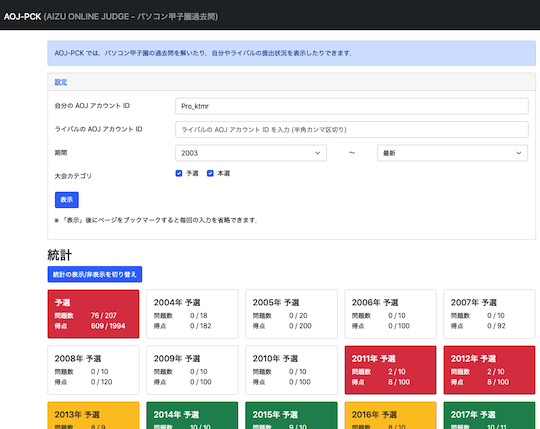 AOJ-PCK (AIZU ONLINE JUDGE - パソコン甲子園過去問)
AOJ-PCK では、パソコン甲子園の過去問を解いたり、自分やライバルの提出状況を表示したりできます.
設定
自分の AOJ アカウント ID
Pro_ktmr
ライバルの AOJ アカウント ID
ライバルの AOJ アカウント ID を入力 (半角カンマ区切り)
期間
2003
～
最新
大会カテゴリ
予選
本選
表示
※「表示」後にページをブックマークすると毎回の入力を省略できます.
統計
統計の表示/非表示を切り替え
予選
問題数 76 / 207
得点 609 / 1994
2004年 予選
問題数 0 / 18
得点 0 / 182
2005年 予選
問題数 0 / 20
得点 0 / 200
2006年 予選
問題数 0 / 10
得点 0 / 100
2007年 予選
問題数 0 / 10
得点 0 / 92
2008年 予選
問題数 0 / 10
得点 0 / 120
2009年 予選
問題数 0 / 10
得点 0 / 100
2010年 予選
問題数 0 / 10
得点 0 / 100
2011年 予選
問題数 2 / 10
得点 8 / 100
2012年 予選
問題数 2 / 10
得点 8 / 100
2013年 予選
問題数 8 / 9
2014年 予選
問題数 10 / 10
2015年 予選
問題数 9 / 10
2016年 予選
問題数 8 / 10
2017年 予選
問題数 10 / 11